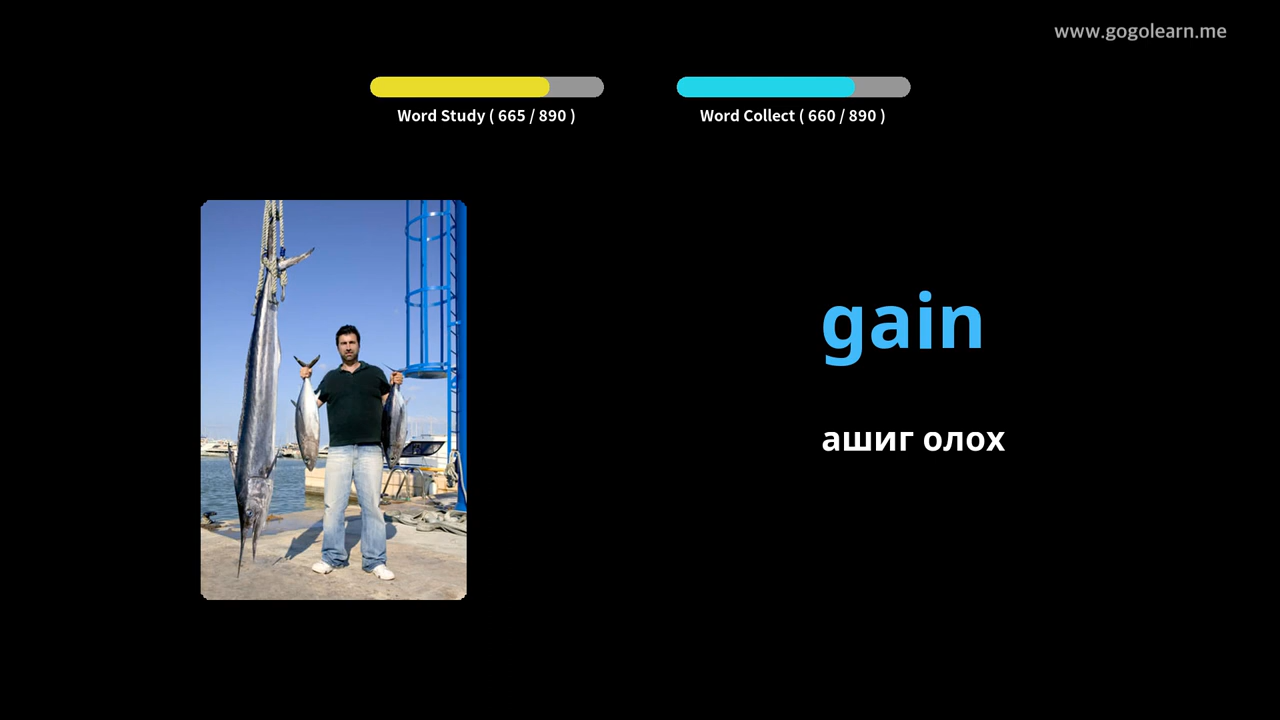 www.gogolearn.me
Word Study ( 665 / 890 )
Word Collect ( 660 / 890 )
gain
ашиг олох